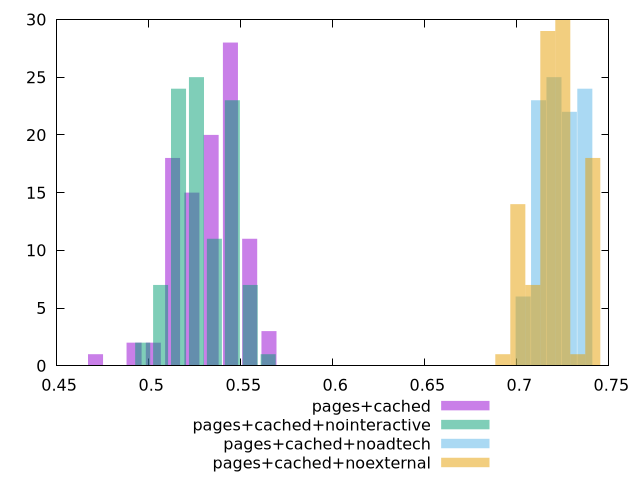 30
25
20
15
10
5
0
0.45 0.5 0.55 0.6 0.65 0.7 0.75
pages+cached
pages+cached+nointeractive
pages+cached+noadtech
pages+cached+noexternal